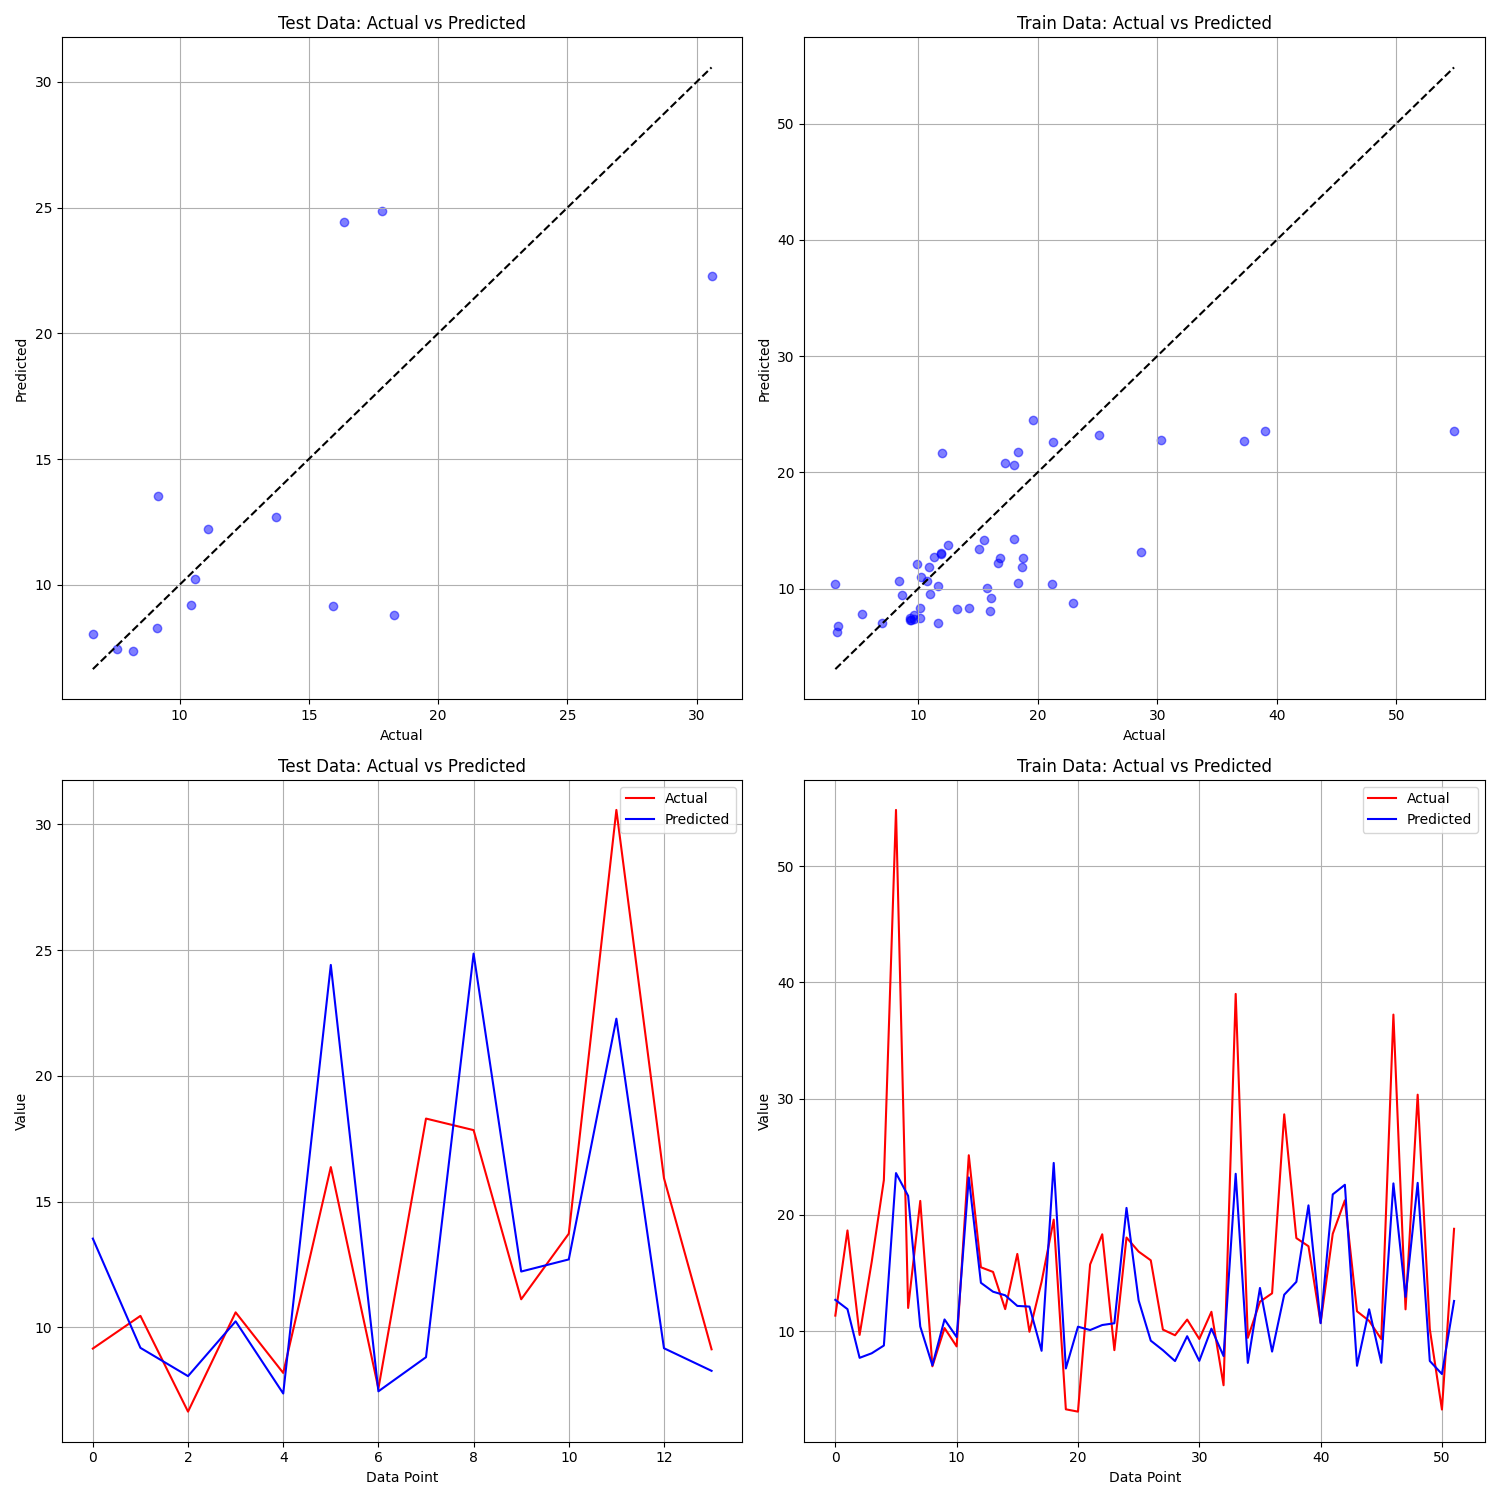 Test Data: Actual vs Predicted
30
25
20
15
10
Predicted
10 15 20 25 30
Actual
Train Data: Actual vs Predicted
50
40
30
20
10
Predicted
10 20 30 40 50
Actual
Test Data: Actual vs Predicted
Actual
Predicted
30
25
20
15
10
Value
0 2 4 6 8 10 12
Data Point
Train Data: Actual vs Predicted
Actual
Predicted
50
40
30
20
10
Value
0 10 20 30 40 50
Data Point